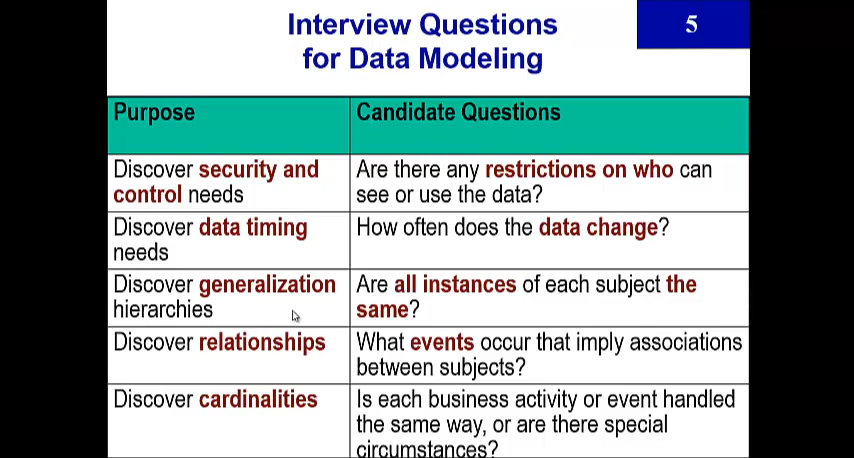 Interview Questions
for Data Modeling
5
Purpose
Candidate Questions
Discover security and
control needs
Are there any restrictions on who can
see or use the data?
Discover data timing
needs
How often does the data change?
Discover generalization
hierarchies
Are all instances of each subject the
same?
Discover relationships
What events occur that imply associations
between subjects?
Discover cardinalities
Is each business activity or event handled
the same way, or are there special
circumstances?